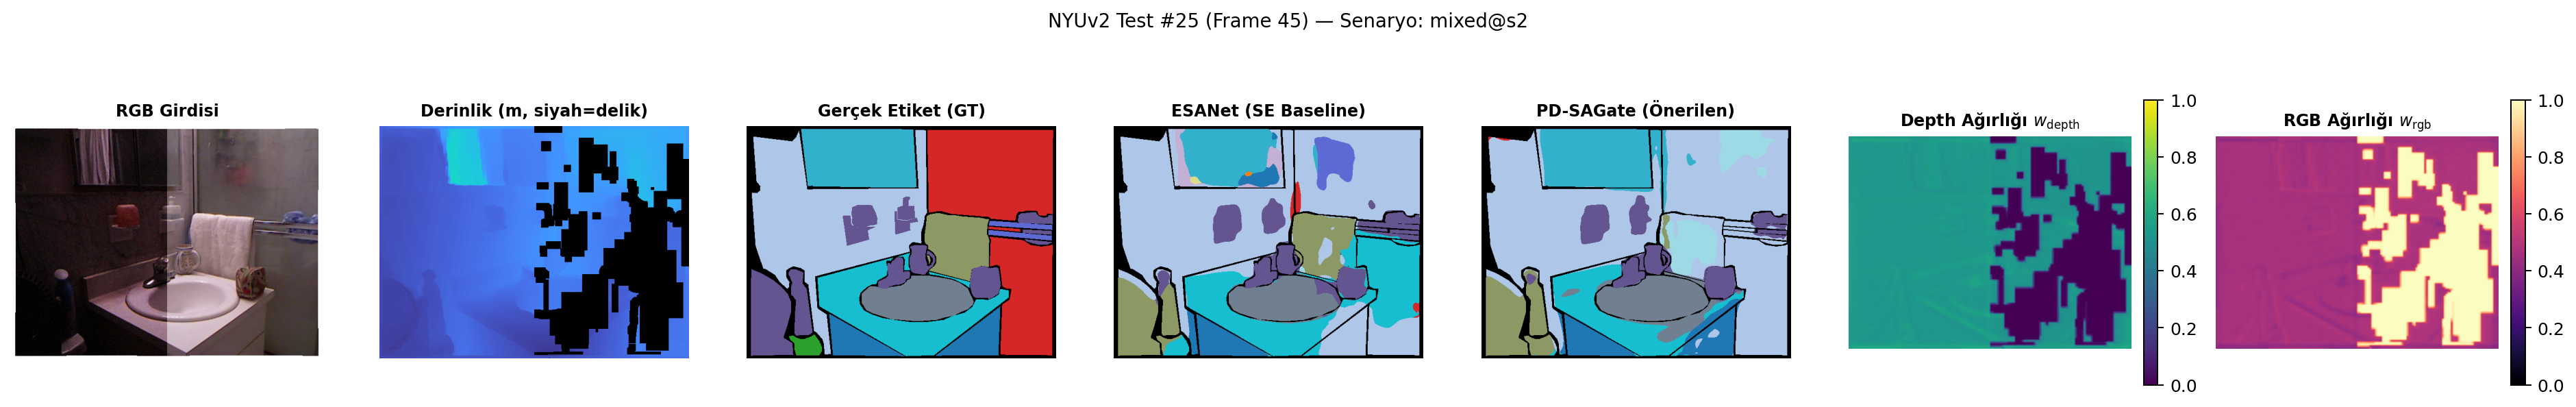 NYUv2 Test #25 (Frame 45) — Senaryo: mixed@s2
RGB Girdisi
Derinlik (m, siyah=delik)
Gerçek Etiket (GT)
ESANet (SE Baseline)
PD-SAGate (Önerilen)
Depth Ağırlığı w_depth
1.0
0.8
0.6
0.4
0.2
0.0
RGB Ağırlığı w_rgb
1.0
0.8
0.6
0.4
0.2
0.0